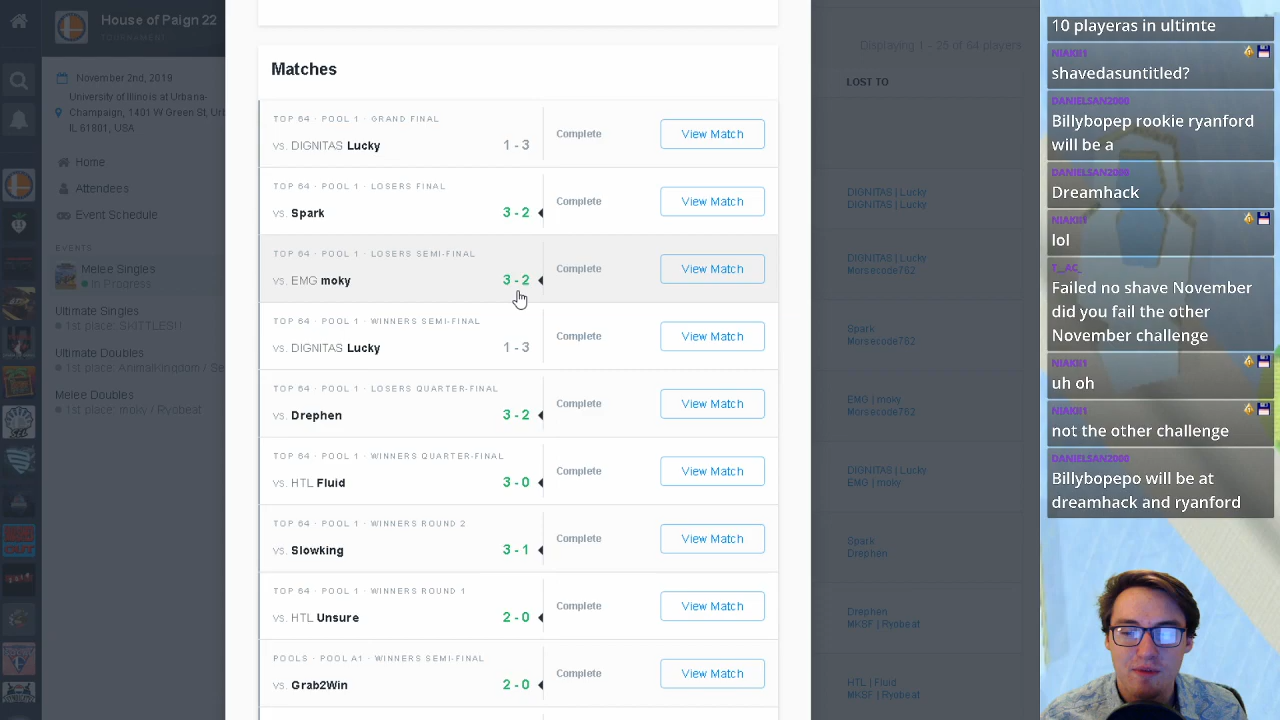 House of Paign 22
TOURNAMENT
November 2nd, 2019
University of Illinois at Urbana-
Champaign, 1401 W Green St, Ur
IL 61801, USA
Home
Attendees
Event Schedule
EVENTS
Melee Singles
In Progress
Ultimate Singles
1st place: SKITTLES!!
Ultimate Doubles
1st place: AnimalKingdom / Se
Melee Doubles
1st place: moky / Ryobeat
Matches
TOP 64 · POOL 1 · GRAND FINAL
vs. DIGNITAS Lucky 1 - 3 Complete View Match
TOP 64 · POOL 1 · LOSERS FINAL
vs. Spark 3 - 2 Complete View Match
TOP 64 · POOL 1 · LOSERS SEMI-FINAL
vs. EMG moky 3 - 2 Complete View Match
TOP 64 · POOL 1 · WINNERS SEMI-FINAL
vs. DIGNITAS Lucky 1 - 3 Complete View Match
TOP 64 · POOL 1 · LOSERS QUARTER-FINAL
vs. Drephen 3 - 2 Complete View Match
TOP 64 · POOL 1 · WINNERS QUARTER-FINAL
vs. HTL Fluid 3 - 0 Complete View Match
TOP 64 · POOL 1 · WINNERS ROUND 2
vs. Slowking 3 - 1 Complete View Match
TOP 64 · POOL 1 · WINNERS ROUND 1
vs. HTL Unsure 2 - 0 Complete View Match
POOLS · POOL A1 · WINNERS SEMI-FINAL
vs. Grab2Win 2 - 0 Complete View Match
Displaying 1 - 25 of 64 players
LOST TO
DIGNITAS | Lucky
DIGNITAS | Lucky
DIGNITAS | Lucky
Morsecode762
Spark
Morsecode762
EMG | moky
Morsecode762
DIGNITAS | Lucky
EMG | moky
Spark
Drephen
Drephen
MKSF | Ryobeat
HTL | Fluid
MKSF | Ryobeat
10 playeras in ultimte
NIAKII1
shavedasuntitled?
DANIELSAN2000
Billybopep rookie ryanford
will be a
DANIELSAN2000
Dreamhack
NIAKII1
lol
T__AC_
Failed no shave November
did you fail the other
November challenge
NIAKII1
uh oh
NIAKII1
not the other challenge
DANIELSAN2000
Billybopepo will be at
dreamhack and ryanford